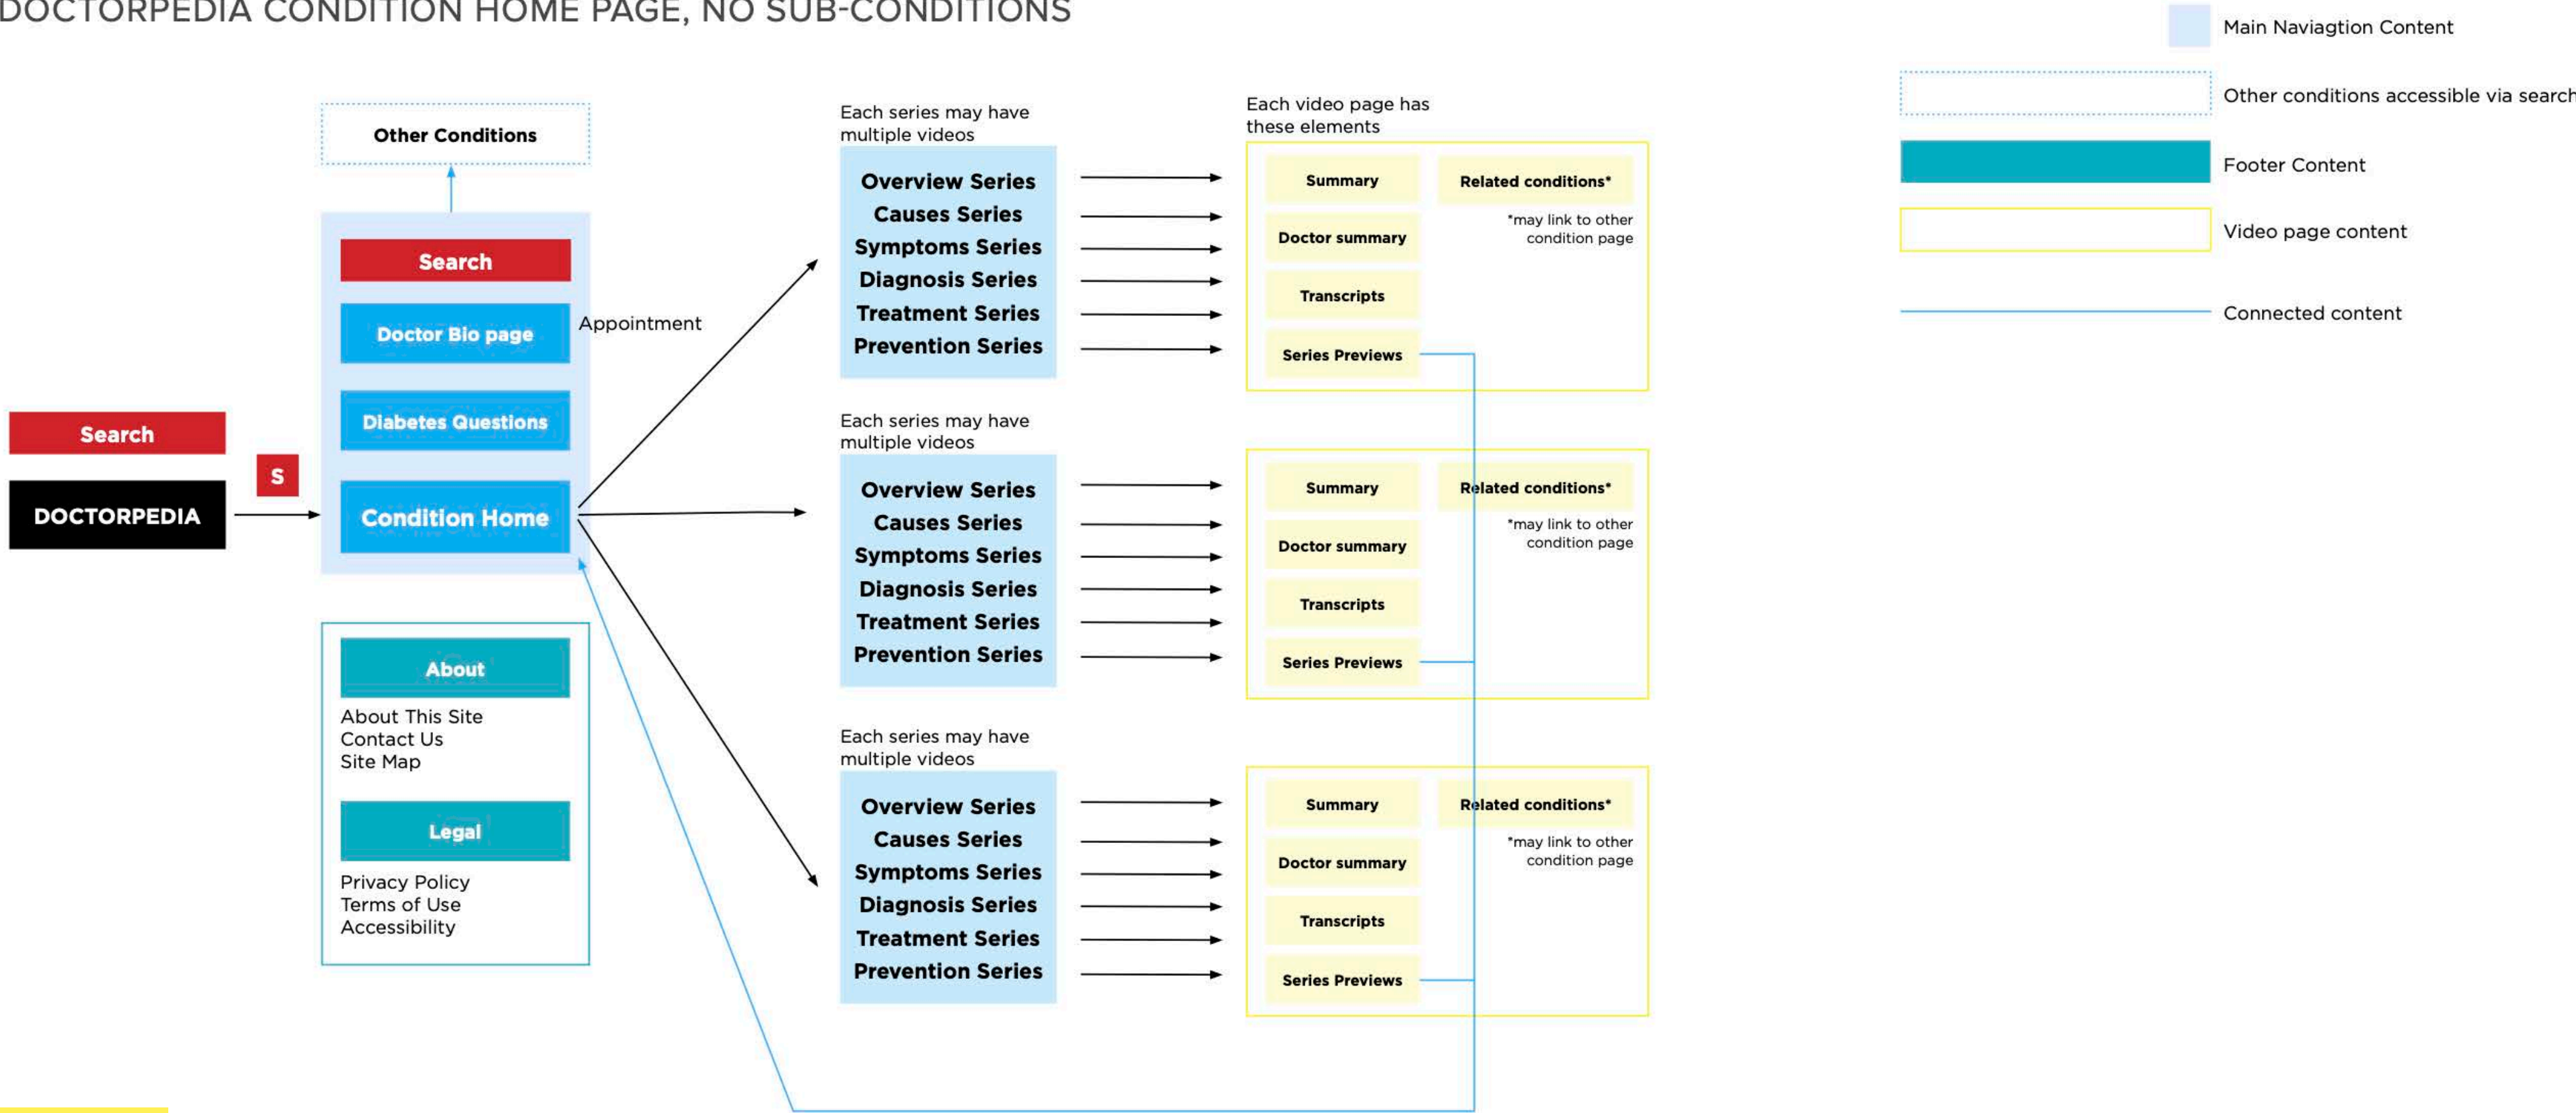 DOCTORPEDIA CONDITION HOME PAGE, NO SUB-CONDITIONS
Main Naviagtion Content
Other conditions accessible via search
Footer Content
Video page content
Connected content
Search
DOCTORPEDIA
S
Other Conditions
Search
Doctor Bio page
Appointment
Diabetes Questions
Condition Home
About
About This Site
Contact Us
Site Map
Legal
Privacy Policy
Terms of Use
Accessibility
Each series may have
multiple videos
Overview Series
Causes Series
Symptoms Series
Diagnosis Series
Treatment Series
Prevention Series
Each video page has
these elements
Summary
Related conditions*
*may link to other
condition page
Doctor summary
Transcripts
Series Previews
Each series may have
multiple videos
Overview Series
Causes Series
Symptoms Series
Diagnosis Series
Treatment Series
Prevention Series
Summary
Related conditions*
*may link to other
condition page
Doctor summary
Transcripts
Series Previews
Each series may have
multiple videos
Overview Series
Causes Series
Symptoms Series
Diagnosis Series
Treatment Series
Prevention Series
Summary
Related conditions*
*may link to other
condition page
Doctor summary
Transcripts
Series Previews